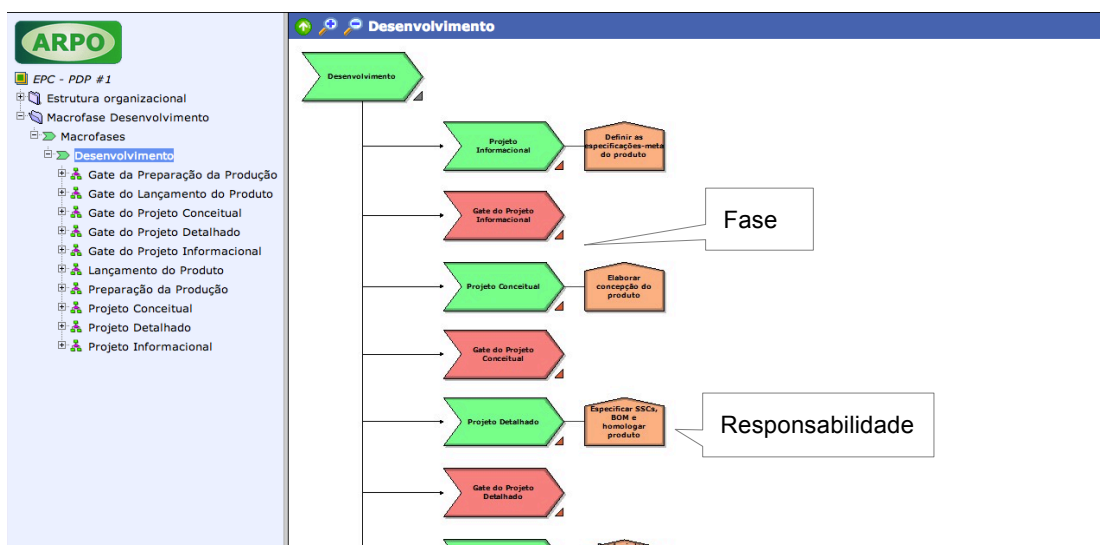 ARPO
EPC - PDP #1
Estrutura organizacional
Macrofase Desenvolvimento
Macrofases
Desenvolvimento
Gate da Preparação da Produção
Gate do Lançamento do Produto
Gate do Projeto Conceitual
Gate do Projeto Detalhado
Gate do Projeto Informacional
Lançamento do Produto
Preparação da Produção
Projeto Conceitual
Projeto Detalhado
Projeto Informacional
Desenvolvimento
Desenvolvimento
Projeto
Informacional
Definir as
especificações-meta
do produto
Gate do Projeto
Informacional
Fase
Projeto Conceitual
Elaborar
concepção do
produto
Gate do Projeto
Conceitual
Projeto Detalhado
Especificar SSCs,
BOM e
homologar
produto
Responsabilidade
Gate do Projeto
Detalhado